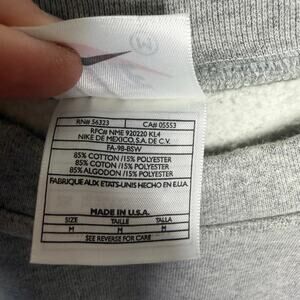 M
RN# 56323 CA# 05553
RFC# NME 920220 KL4
NIKE DE MEXICO, S.A. DE C.V.
FA-98-BSW
85% COTTON /15% POLYESTER
85% COTON /15% POLYESTER
85% ALGODON /15% POLYESTER
FABRIQUE AUX ETATS-UNIS HECHO EN E.U.A.
MADE IN U.S.A.
SIZE TAILLE TALLA
M M M
SEE REVERSE FOR CARE